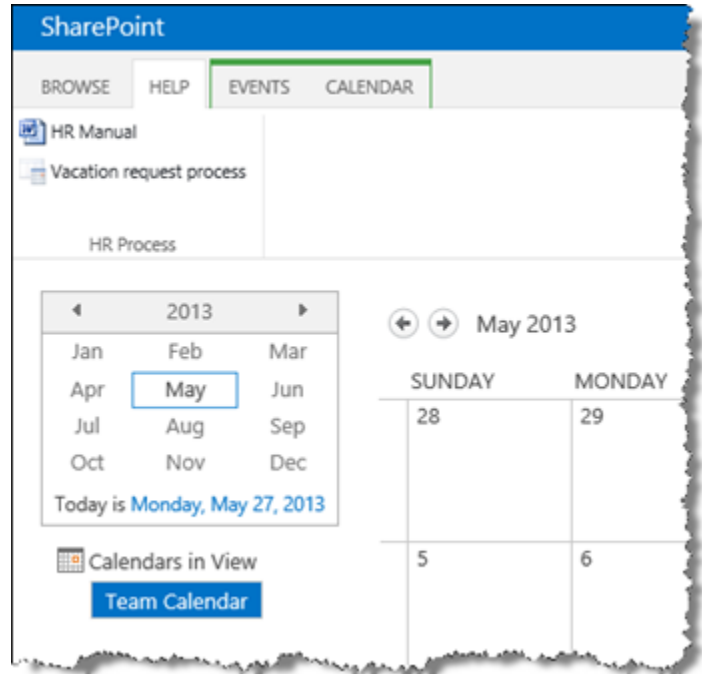 SharePoint
BROWSE HELP EVENTS CALENDAR
HR Manual
Vacation request process
HR Process
2013
Jan Feb Mar
Apr May Jun
Jul Aug Sep
Oct Nov Dec
Today is Monday, May 27, 2013
Calendars in View
Team Calendar
May 2013
SUNDAY MONDAY
28 29
5 6